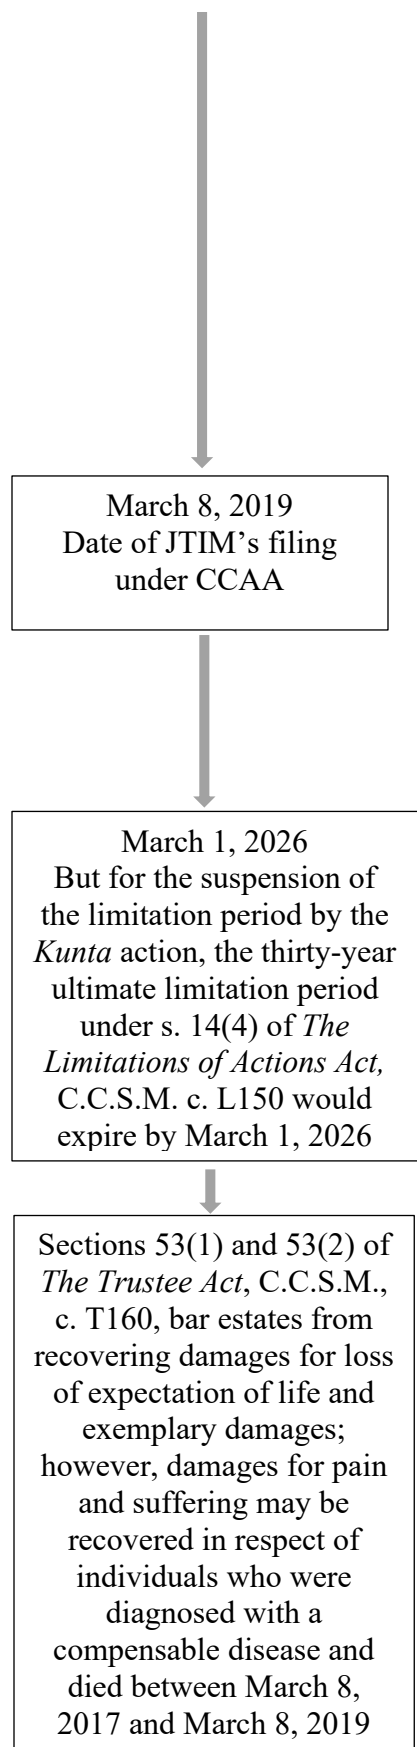 March 8, 2019
Date of JTIM’s filing
under CCAA
March 1, 2026
But for the suspension of
the limitation period by the
Kunta action, the thirty-year
ultimate limitation period
under s. 14(4) of The
Limitations of Actions Act,
C.C.S.M. c. L150 would
expire by March 1, 2026
Sections 53(1) and 53(2) of
The Trustee Act, C.C.S.M.,
c. T160, bar estates from
recovering damages for loss
of expectation of life and
exemplary damages;
however, damages for pain
and suffering may be
recovered in respect of
individuals who were
diagnosed with a
compensable disease and
died between March 8,
2017 and March 8, 2019